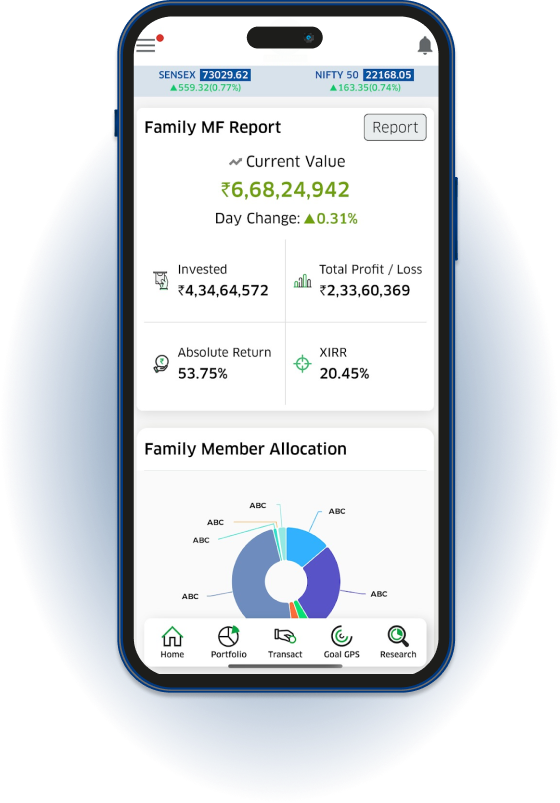 SENSEX 73029.62 NIFTY 50 22168.05
▲559.32(0.77%) ▲163.35(0.74%)
Family MF Report Report
Current Value
₹6,68,24,942
Day Change: ▲0.31%
Invested Total Profit / Loss
₹4,34,64,572 ₹2,33,60,369
Absolute Return XIRR
53.75% 20.45%
Family Member Allocation
ABC
ABC
ABC
ABC
ABC
ABC
Home Portfolio Transact Goal GPS Research